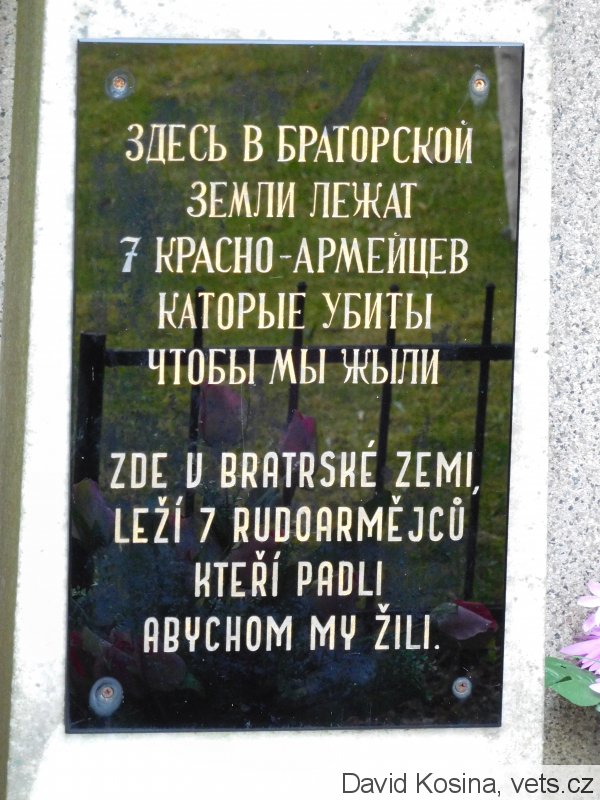 ЗДЕСЬ В БРАТОРСКОЙ
ЗЕМЛИ ЛЕЖАТ
7 КРАСНО-АРМЕЙЦЕВ
КАТОРЫЕ УБИТЫ
ЧТОБЫ МЫ ЖЫЛИ
ZDE V BRATRSKÉ ZEMI,
LEŽÍ 7 RUDOARMĚJCŮ
KTEŘÍ PADLI
ABYCHOM MY ŽILI.
David Kosina, vets.cz